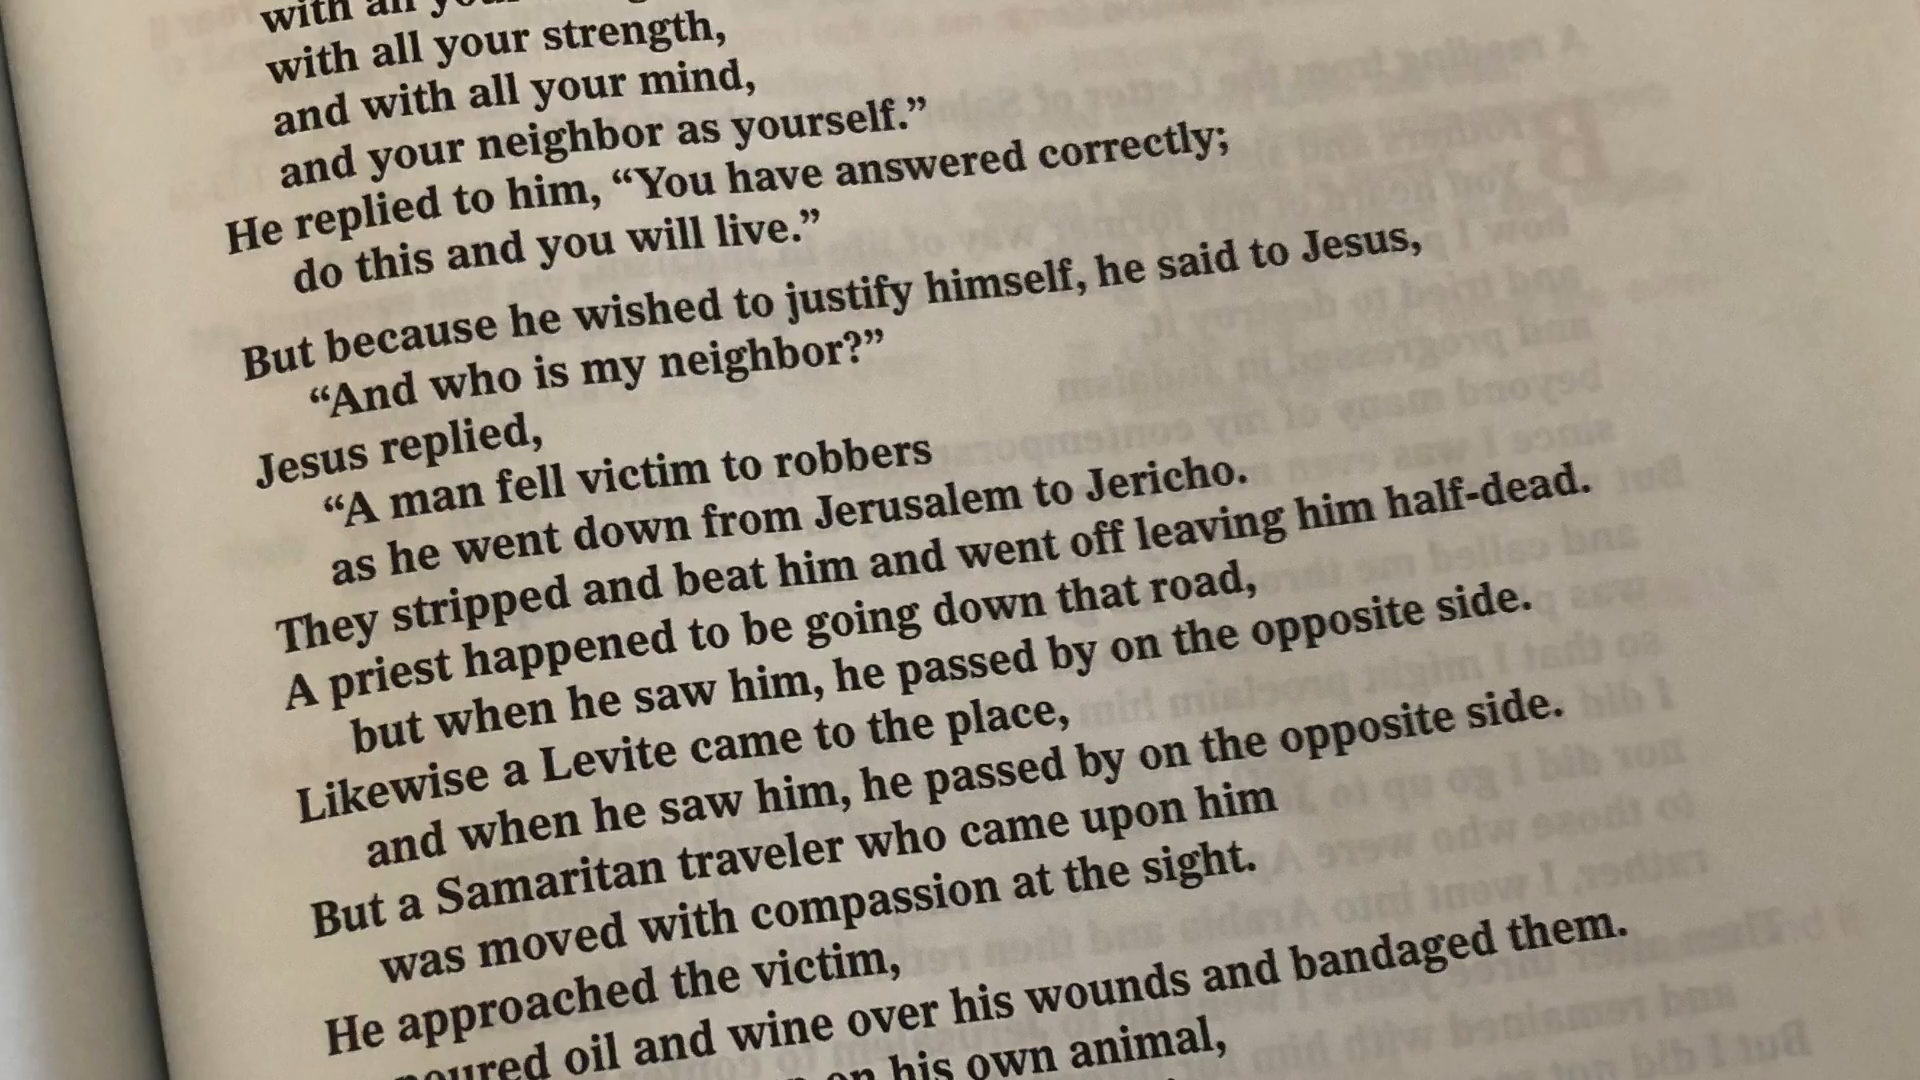 with all
with all your strength,
and with all your mind,
and your neighbor as yourself.”
He replied to him, “You have answered correctly;
do this and you will live.”
But because he wished to justify himself, he said to Jesus,
“And who is my neighbor?”
Jesus replied,
“A man fell victim to robbers
as he went down from Jerusalem to Jericho.
They stripped and beat him and went off leaving him half-dead.
A priest happened to be going down that road,
but when he saw him, he passed by on the opposite side.
Likewise a Levite came to the place,
and when he saw him, he passed by on the opposite side.
But a Samaritan traveler who came upon him
was moved with compassion at the sight.
He approached the victim,
poured oil and wine over his wounds and bandaged them.
on his own animal,